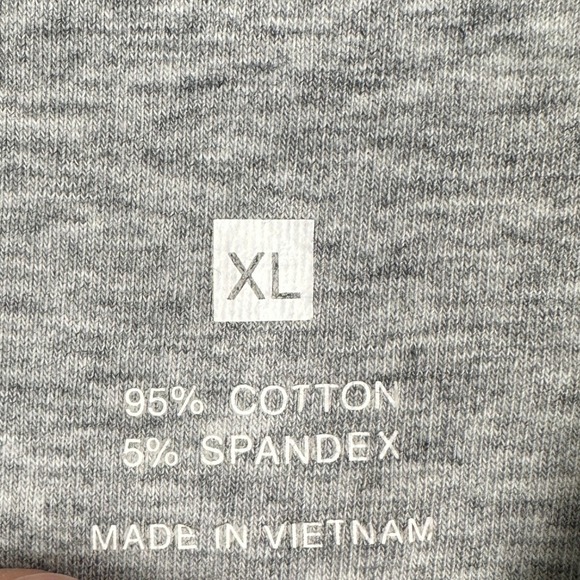 XL
95% COTTON
5% SPANDEX
MADE IN VIETNAM